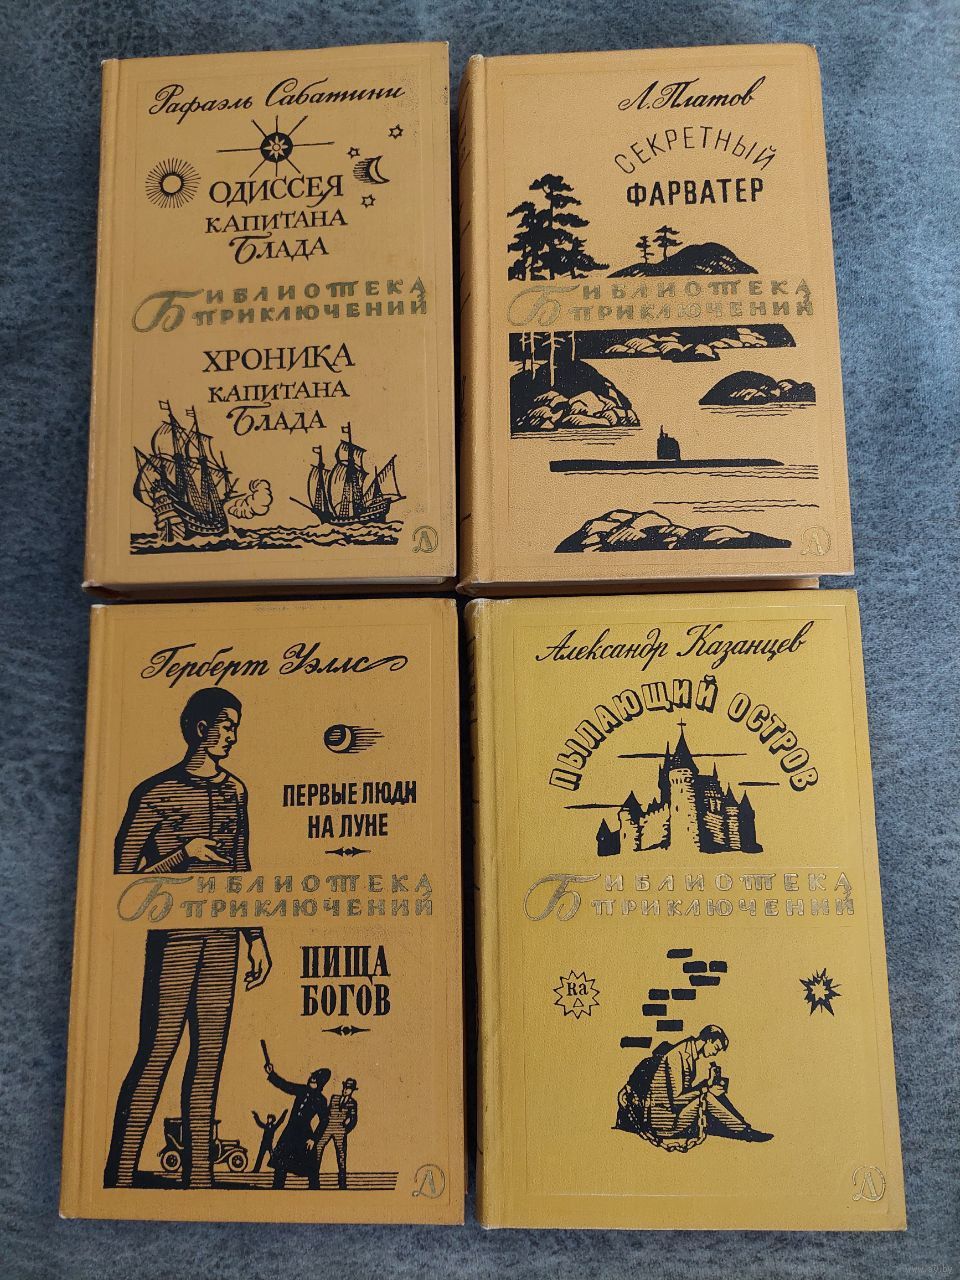 Рафаэль Сабатини
ОДИССЕЯ
КАПИТАНА
БЛАДА
БИБЛИОТЕКА
ПРИКЛЮЧЕНИЙ
ХРОНИКА
КАПИТАНА
БЛАДА
Д
Л. Платов
СЕКРЕТНЫЙ
ФАРВАТЕР
БИБЛИОТЕКА
ПРИКЛЮЧЕНИЙ
Д
Герберт Уэллс
ПЕРВЫЕ ЛЮДИ
НА ЛУНЕ
БИБЛИОТЕКА
ПРИКЛЮЧЕНИЙ
ПИЩА
БОГОВ
Д
Александр Казанцев
ПЫЛАЮЩИЙ ОСТРОВ
БИБЛИОТЕКА
ПРИКЛЮЧЕНИЙ
Ra
Д